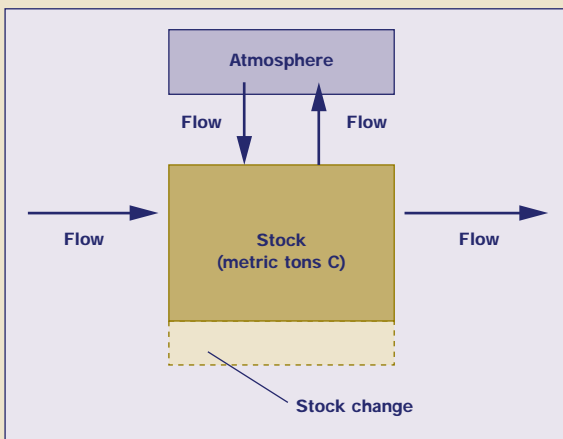 Atmosphere
Flow
Flow
Flow
Stock
(metric tons C)
Flow
Stock change